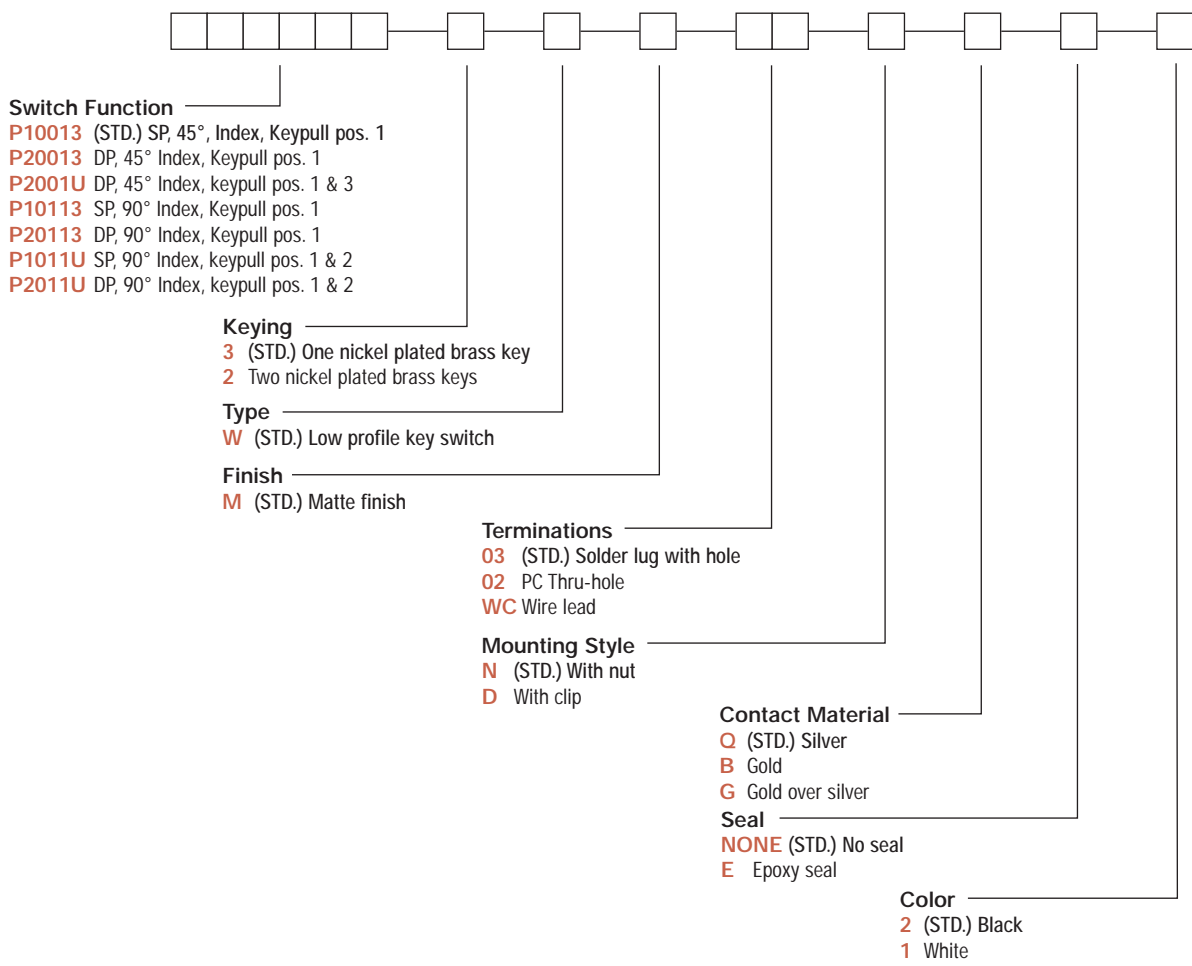 Switch Function
P10013 (STD.) SP, 45°, Index, Keypull pos. 1
P20013 DP, 45° Index, Keypull pos. 1
P2001U DP, 45° Index, keypull pos. 1 & 3
P10113 SP, 90° Index, Keypull pos. 1
P20113 DP, 90° Index, Keypull pos. 1
P1011U SP, 90° Index, keypull pos. 1 & 2
P2011U DP, 90° Index, keypull pos. 1 & 2
Keying
3 (STD.) One nickel plated brass key
2 Two nickel plated brass keys
Type
W (STD.) Low profile key switch
Finish
M (STD.) Matte finish
Terminations
03 (STD.) Solder lug with hole
02 PC Thru-hole
WC Wire lead
Mounting Style
N (STD.) With nut
D With clip
Contact Material
Q (STD.) Silver
B Gold
G Gold over silver
Seal
NONE (STD.) No seal
E Epoxy seal
Color
2 (STD.) Black
1 White